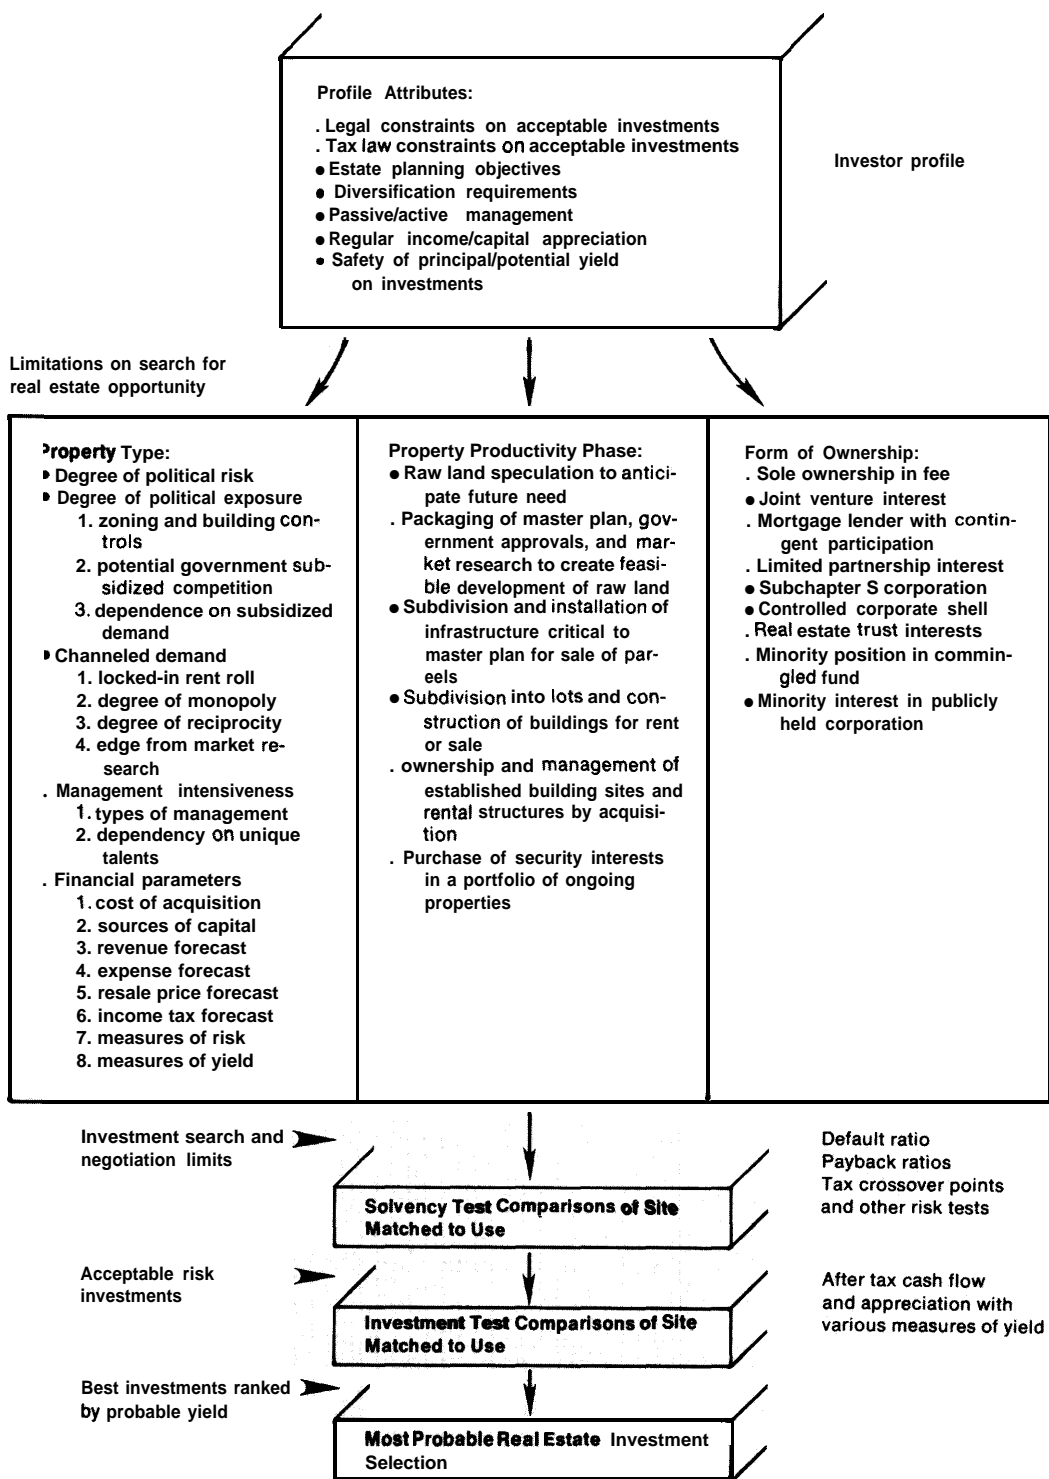 Profile Attributes:
. Legal constraints on acceptable investments
. Tax law constraints on acceptable investments
● Estate planning objectives
● Diversification requirements
● Passive/active management
● Regular income/capital appreciation
● Safety of principal/potential yield
on investments
Investor profile
Limitations on search for
real estate opportunity
Property Type:
Degree of political risk
Degree of political exposure
1. zoning and building con-
trols
2. potential government sub-
sidized competition
3. dependence on subsidized
demand
Channeled demand
1. locked-in rent roll
2. degree of monopoly
3. degree of reciprocity
4. edge from market re-
search
. Management intensiveness
1. types of management
2. dependency on unique
talents
. Financial parameters
1. cost of acquisition
2. sources of capital
3. revenue forecast
4. expense forecast
5. resale price forecast
6. income tax forecast
7. measures of risk
8. measures of yield
Property Productivity Phase:
● Raw land speculation to antici-
pate future need
. Packaging of master plan, gov-
ernment approvals, and mar-
ket research to create feasi-
ble development of raw land
● Subdivision and installation of
infrastructure critical to
master plan for sale of par-
eels
● Subdivision into lots and con-
struction of buildings for rent
or sale
. ownership and management of
established building sites and
rental structures by acquisi-
tion
. Purchase of security interests
in a portfolio of ongoing
properties
Form of Ownership:
. Sole ownership in fee
● Joint venture interest
. Mortgage lender with contin-
gent participation
. Limited partnership interest
● Subchapter S corporation
● Controlled corporate shell
. Real estate trust interests
. Minority position in commin-
gled fund
● Minority interest in publicly
held corporation
Investment search and
negotiation limits
Solvency Test Comparisons of Site
Matched to Use
Default ratio
Payback ratios
Tax crossover points
and other risk tests
Acceptable risk
investments
Investment Test Comparisons of Site
Matched to Use
After tax cash flow
and appreciation with
various measures of yield
Best investments ranked
by probable yield
Most Probable Real Estate Investment
Selection